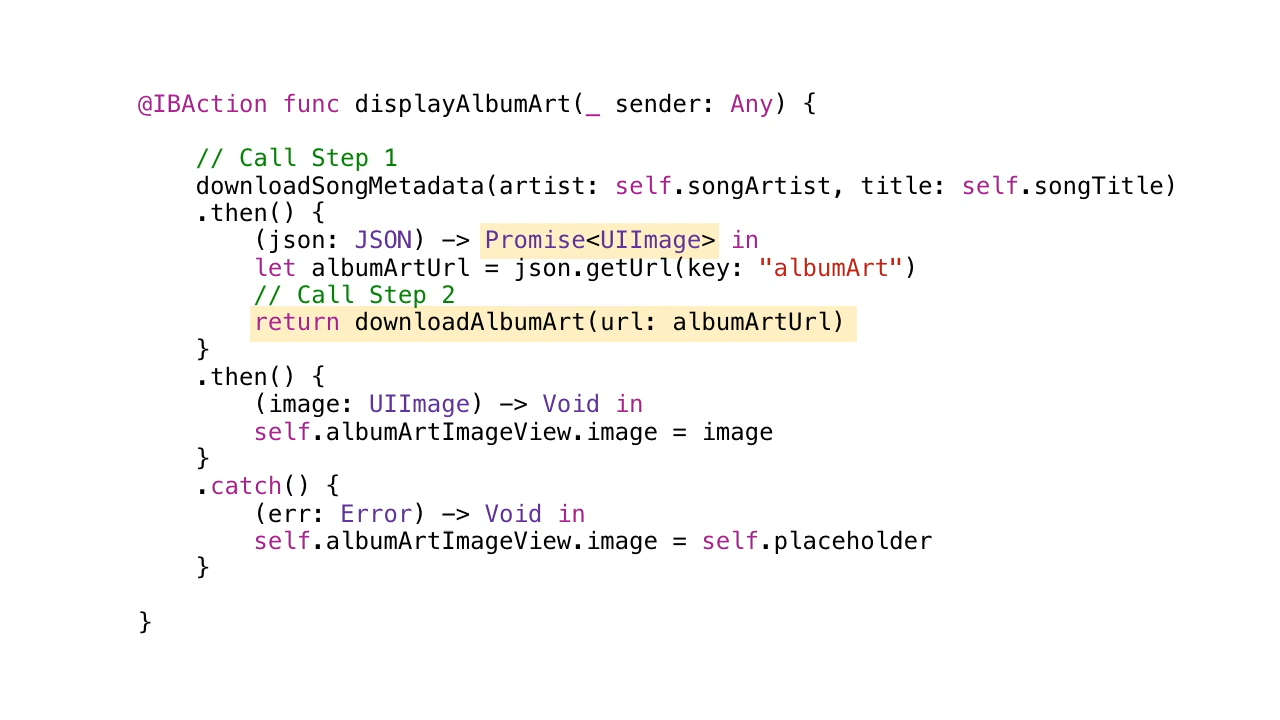 @IBAction func displayAlbumArt(_ sender: Any) {
// Call Step 1
downloadSongMetadata(artist: self.songArtist, title: self.songTitle)
.then() {
(json: JSON) -> Promise<UIImage> in
let albumArtUrl = json.getUrl(key: "albumArt")
// Call Step 2
return downloadAlbumArt(url: albumArtUrl)
}
.then() {
(image: UIImage) -> Void in
self.albumArtImageView.image = image
}
.catch() {
(err: Error) -> Void in
self.albumArtImageView.image = self.placeholder
}
}